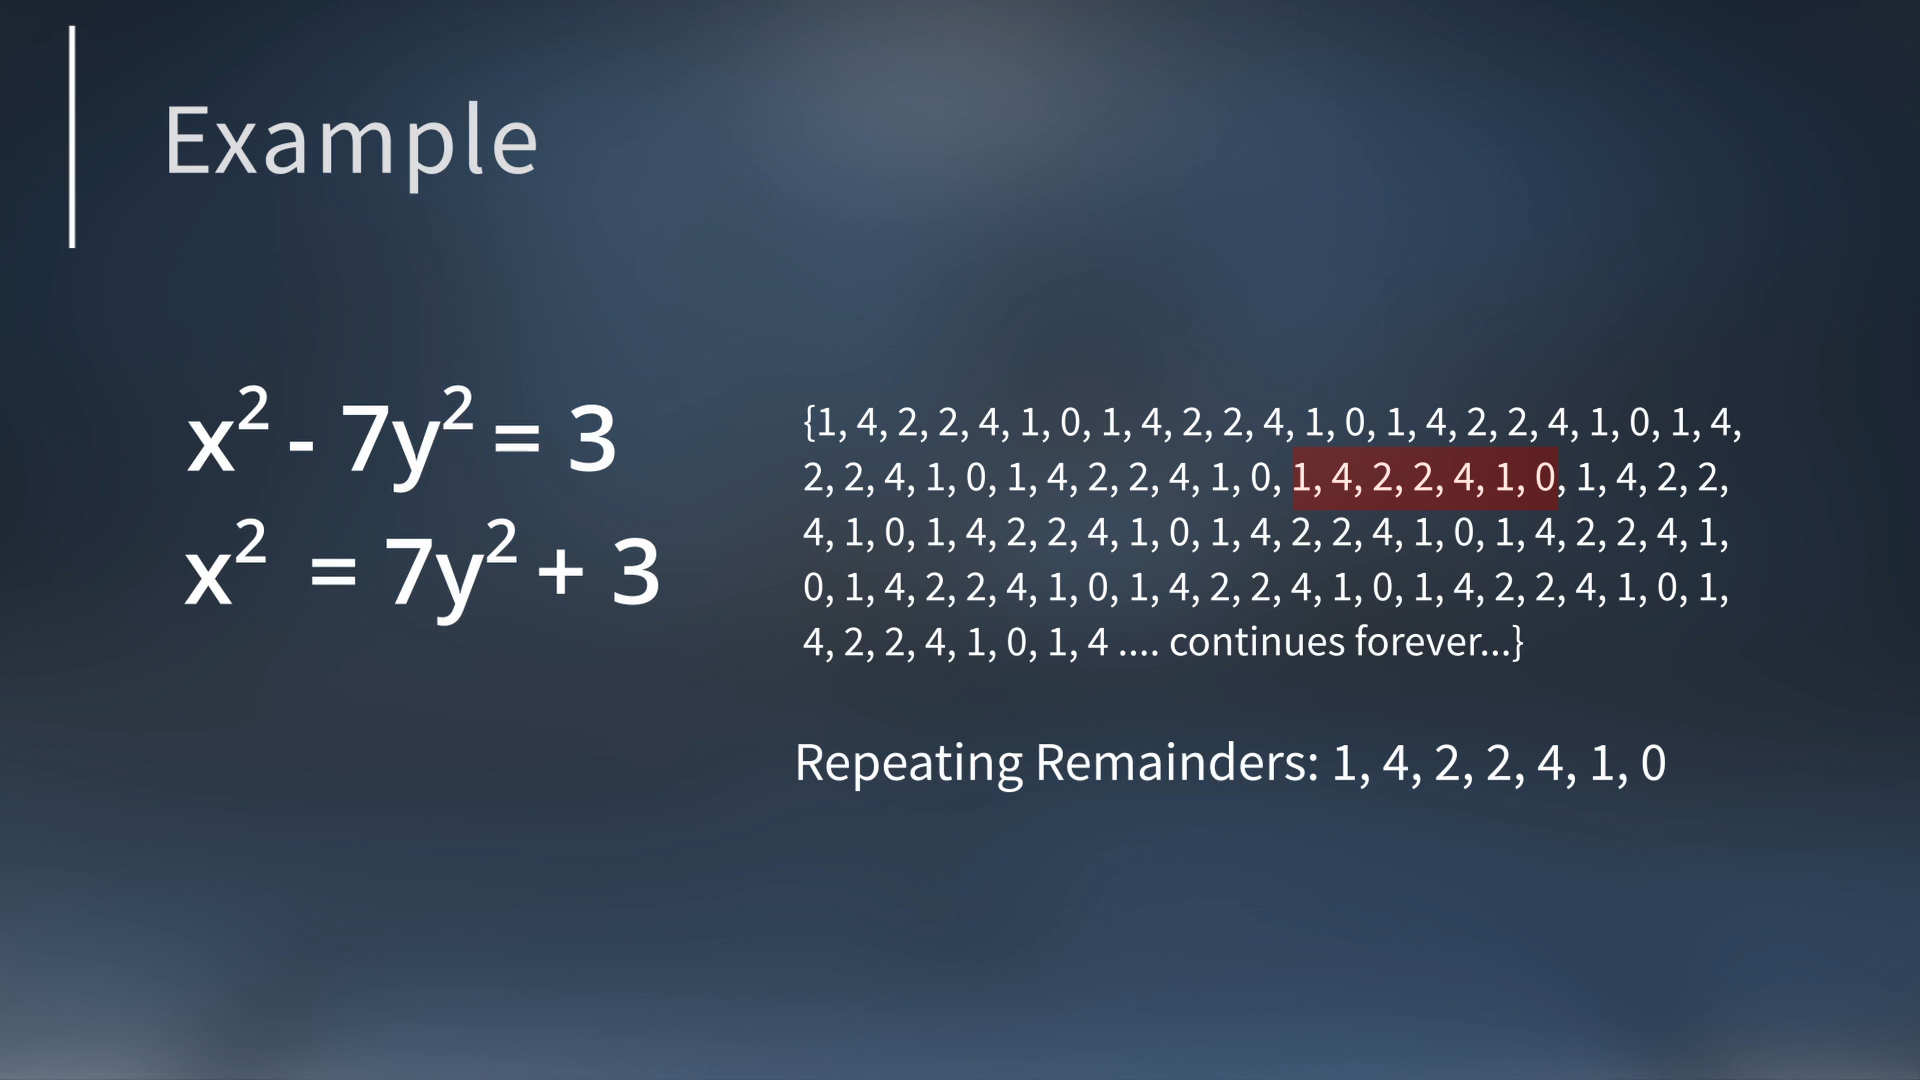 Example
x² - 7y² = 3
x² = 7y² + 3
{1, 4, 2, 2, 4, 1, 0, 1, 4, 2, 2, 4, 1, 0, 1, 4, 2, 2, 4, 1, 0, 1, 4,
2, 2, 4, 1, 0, 1, 4, 2, 2, 4, 1, 0, 1, 4, 2, 2, 4, 1, 0, 1, 4, 2, 2,
4, 1, 0, 1, 4, 2, 2, 4, 1, 0, 1, 4, 2, 2, 4, 1, 0, 1, 4, 2, 2, 4, 1,
0, 1, 4, 2, 2, 4, 1, 0, 1, 4, 2, 2, 4, 1, 0, 1, 4, 2, 2, 4, 1, 0, 1,
4, 2, 2, 4, 1, 0, 1, 4 .... continues forever...}
Repeating Remainders: 1, 4, 2, 2, 4, 1, 0